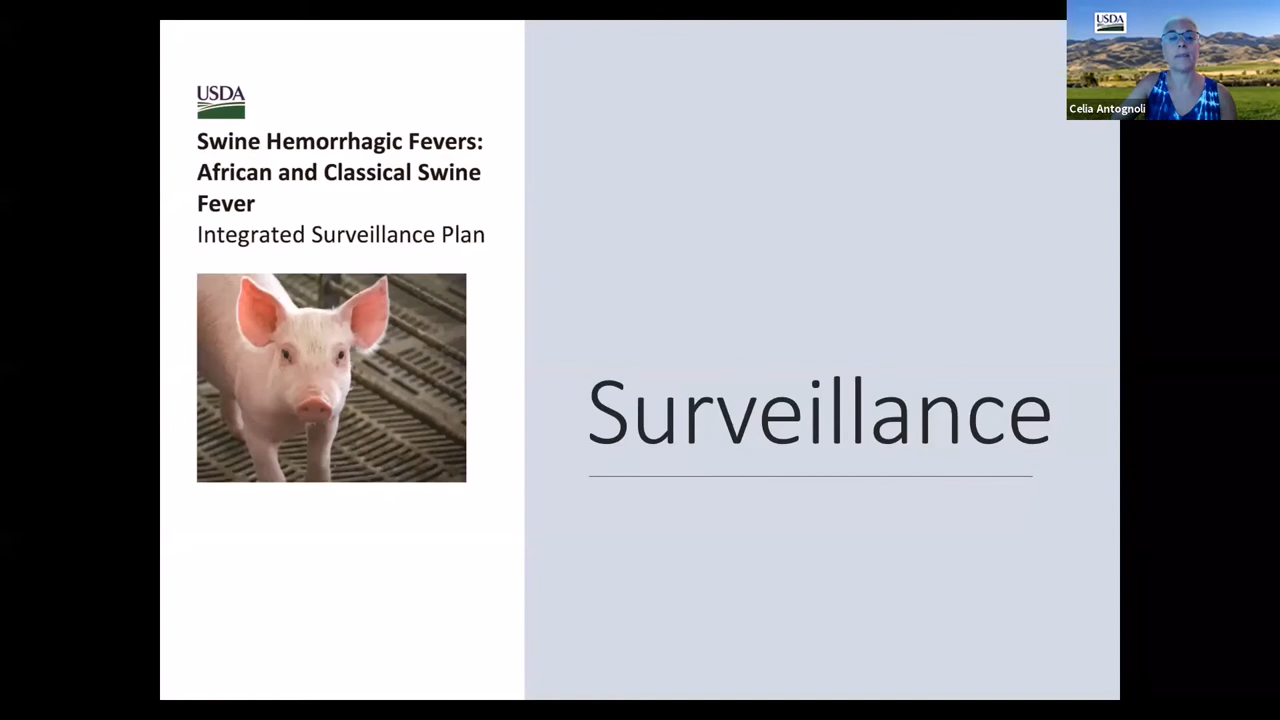 USDA
Swine Hemorrhagic Fevers:
African and Classical Swine
Fever
Integrated Surveillance Plan
Surveillance
USDA
Celia Antognoli